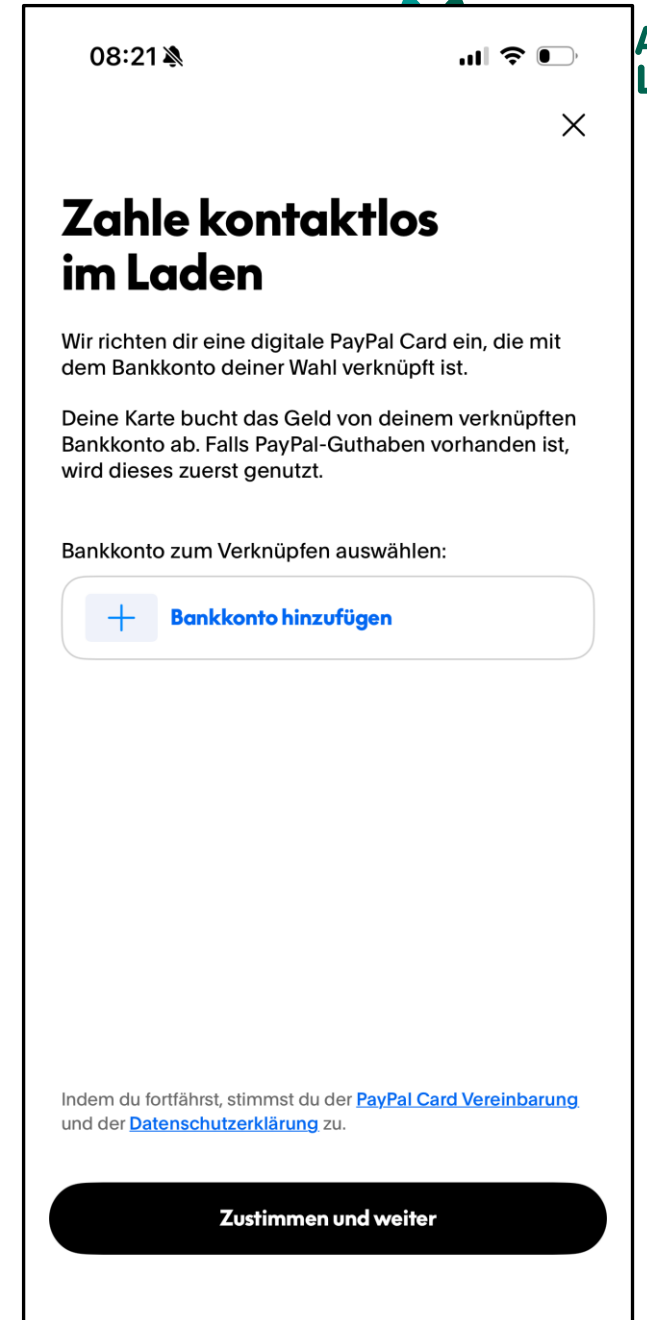 08:21
Zahle kontaktlos
im Laden
Wir richten dir eine digitale PayPal Card ein, die mit
dem Bankkonto deiner Wahl verknüpft ist.
Deine Karte bucht das Geld von deinem verknüpften
Bankkonto ab. Falls PayPal-Guthaben vorhanden ist,
wird dieses zuerst genutzt.
Bankkonto zum Verknüpfen auswählen:
Bankkonto hinzufügen
Indem du fortfährst, stimmst du der PayPal Card Vereinbarung
und der Datenschutzerklärung zu.
Zustimmen und weiter